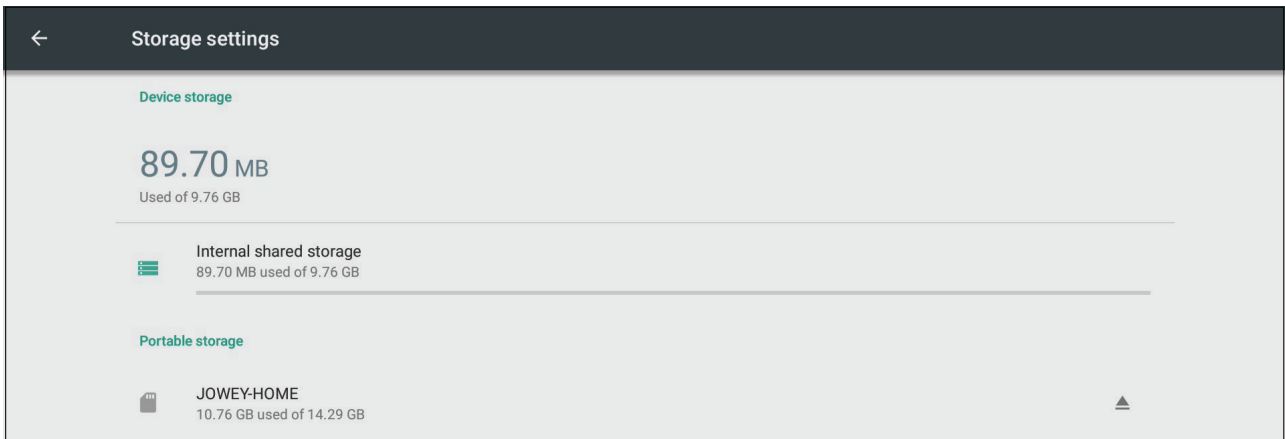 Storage settings
Device storage
89.70 MB
Used of 9.76 GB
Internal shared storage
89.70 MB used of 9.76 GB
Portable storage
JOWEY-HOME
10.76 GB used of 14.29 GB